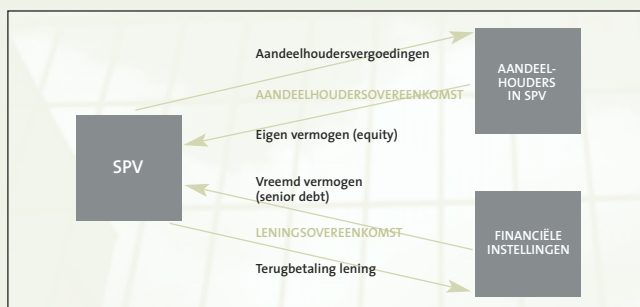 Aandeelhoudersvergoedingen
AANDEELHOUDERSOVEREENKOMST
Eigen vermogen (equity)
AANDEEL-
HOUDERS
IN SPV
SPV
Vreemd vermogen
(senior debt)
LENINGSOVEREENKOMST
Terugbetaling lening
FINANCIËLE
INSTELLINGEN